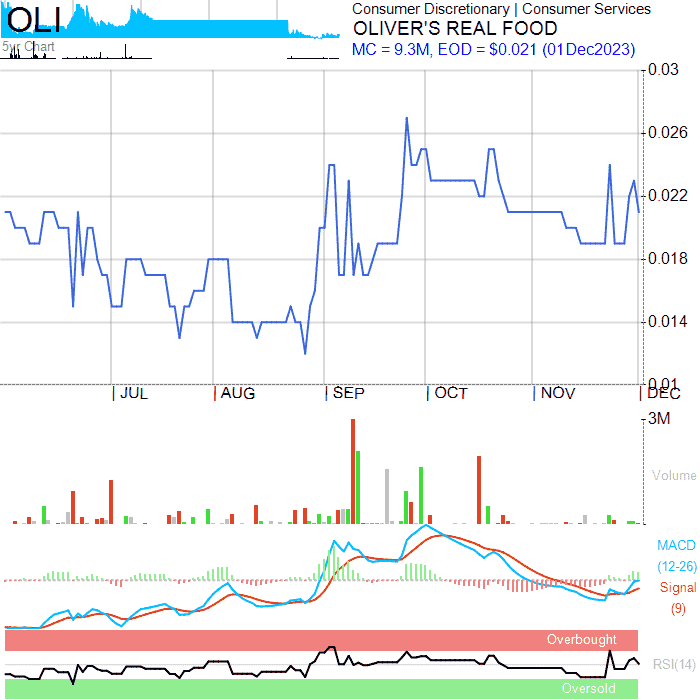 OLI
5yr Chart
Consumer Discretionary | Consumer Services
OLIVER'S REAL FOOD
MC = 9.3M, EOD = $0.021 (01Dec2023)
0.03
0.026
0.022
0.018
0.014
0.01
JUL
AUG
SEP
OCT
NOV
DEC
3M
Volume
MACD
(12-26)
Signal
(9)
Overbought
RSI(14)
Oversold